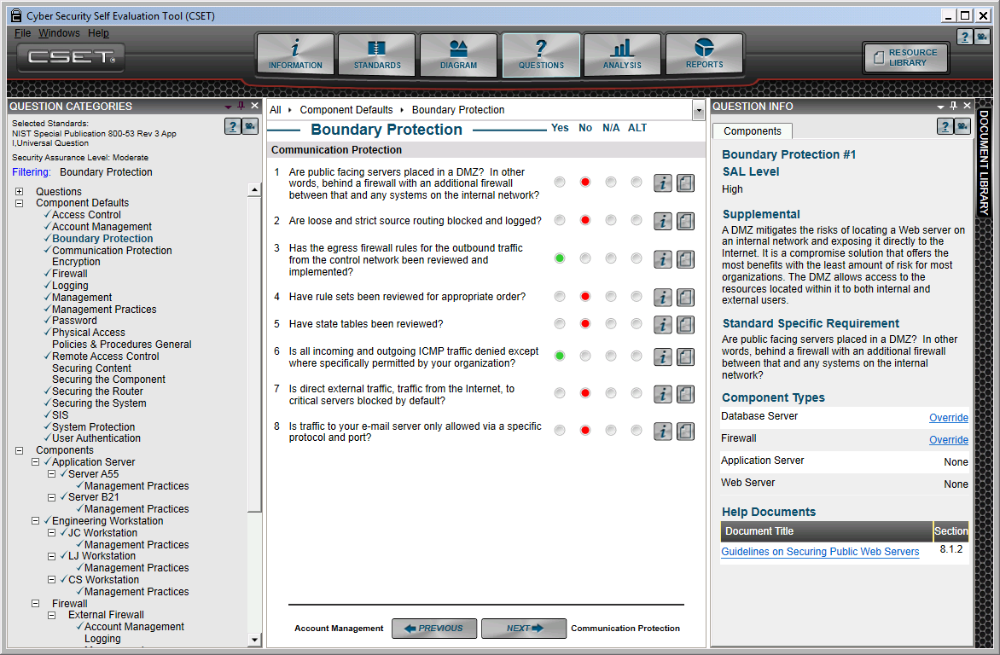 Cyber Security Self Evaluation Tool (CSET)
File Windows Help
CSET
INFORMATION
STANDARDS
DIAGRAM
QUESTIONS
ANALYSIS
REPORTS
RESOURCE
LIBRARY
QUESTION CATEGORIES
Selected Standards:
NIST Special Publication 800-53 Rev 3 App
I,Universal Question
Security Assurance Level: Moderate
Filtering: Boundary Protection
Questions
Component Defaults
Access Control
Account Management
Boundary Protection
Communication Protection
Encryption
Firewall
Logging
Management
Management Practices
Password
Physical Access
Policies & Procedures General
Remote Access Control
Securing Content
Securing the Component
Securing the Router
Securing the System
SIS
System Protection
User Authentication
Components
Application Server
Server A55
Management Practices
Server B21
Management Practices
Engineering Workstation
JC Workstation
Management Practices
LJ Workstation
Management Practices
CS Workstation
Management Practices
Firewall
External Firewall
Account Management
Logging
All Component Defaults Boundary Protection
Boundary Protection Yes No N/A ALT
Communication Protection
1 Are public facing servers placed in a DMZ? In other
words, behind a firewall with an additional firewall
between that and any systems on the internal network?
2 Are loose and strict source routing blocked and logged?
3 Has the egress firewall rules for the outbound traffic
from the control network been reviewed and
implemented?
4 Have rule sets been reviewed for appropriate order?
5 Have state tables been reviewed?
6 Is all incoming and outgoing ICMP traffic denied except
where specifically permitted by your organization?
7 Is direct external traffic, traffic from the Internet, to
critical servers blocked by default?
8 Is traffic to your e-mail server only allowed via a specific
protocol and port?
Account Management PREVIOUS NEXT Communication Protection
QUESTION INFO
Components
Boundary Protection #1
SAL Level
High
Supplemental
A DMZ mitigates the risks of locating a Web server on
an internal network and exposing it directly to the
Internet. It is a compromise solution that offers the
most benefits with the least amount of risk for most
organizations. The DMZ allows access to the
resources located within it to both internal and
external users.
Standard Specific Requirement
Are public facing servers placed in a DMZ? In other
words, behind a firewall with an additional firewall
between that and any systems on the internal
network?
Component Types
Database Server Override
Firewall Override
Application Server None
Web Server None
Help Documents
Document Title Section
Guidelines on Securing Public Web Servers 8.1.2
DOCUMENT LIBRARY